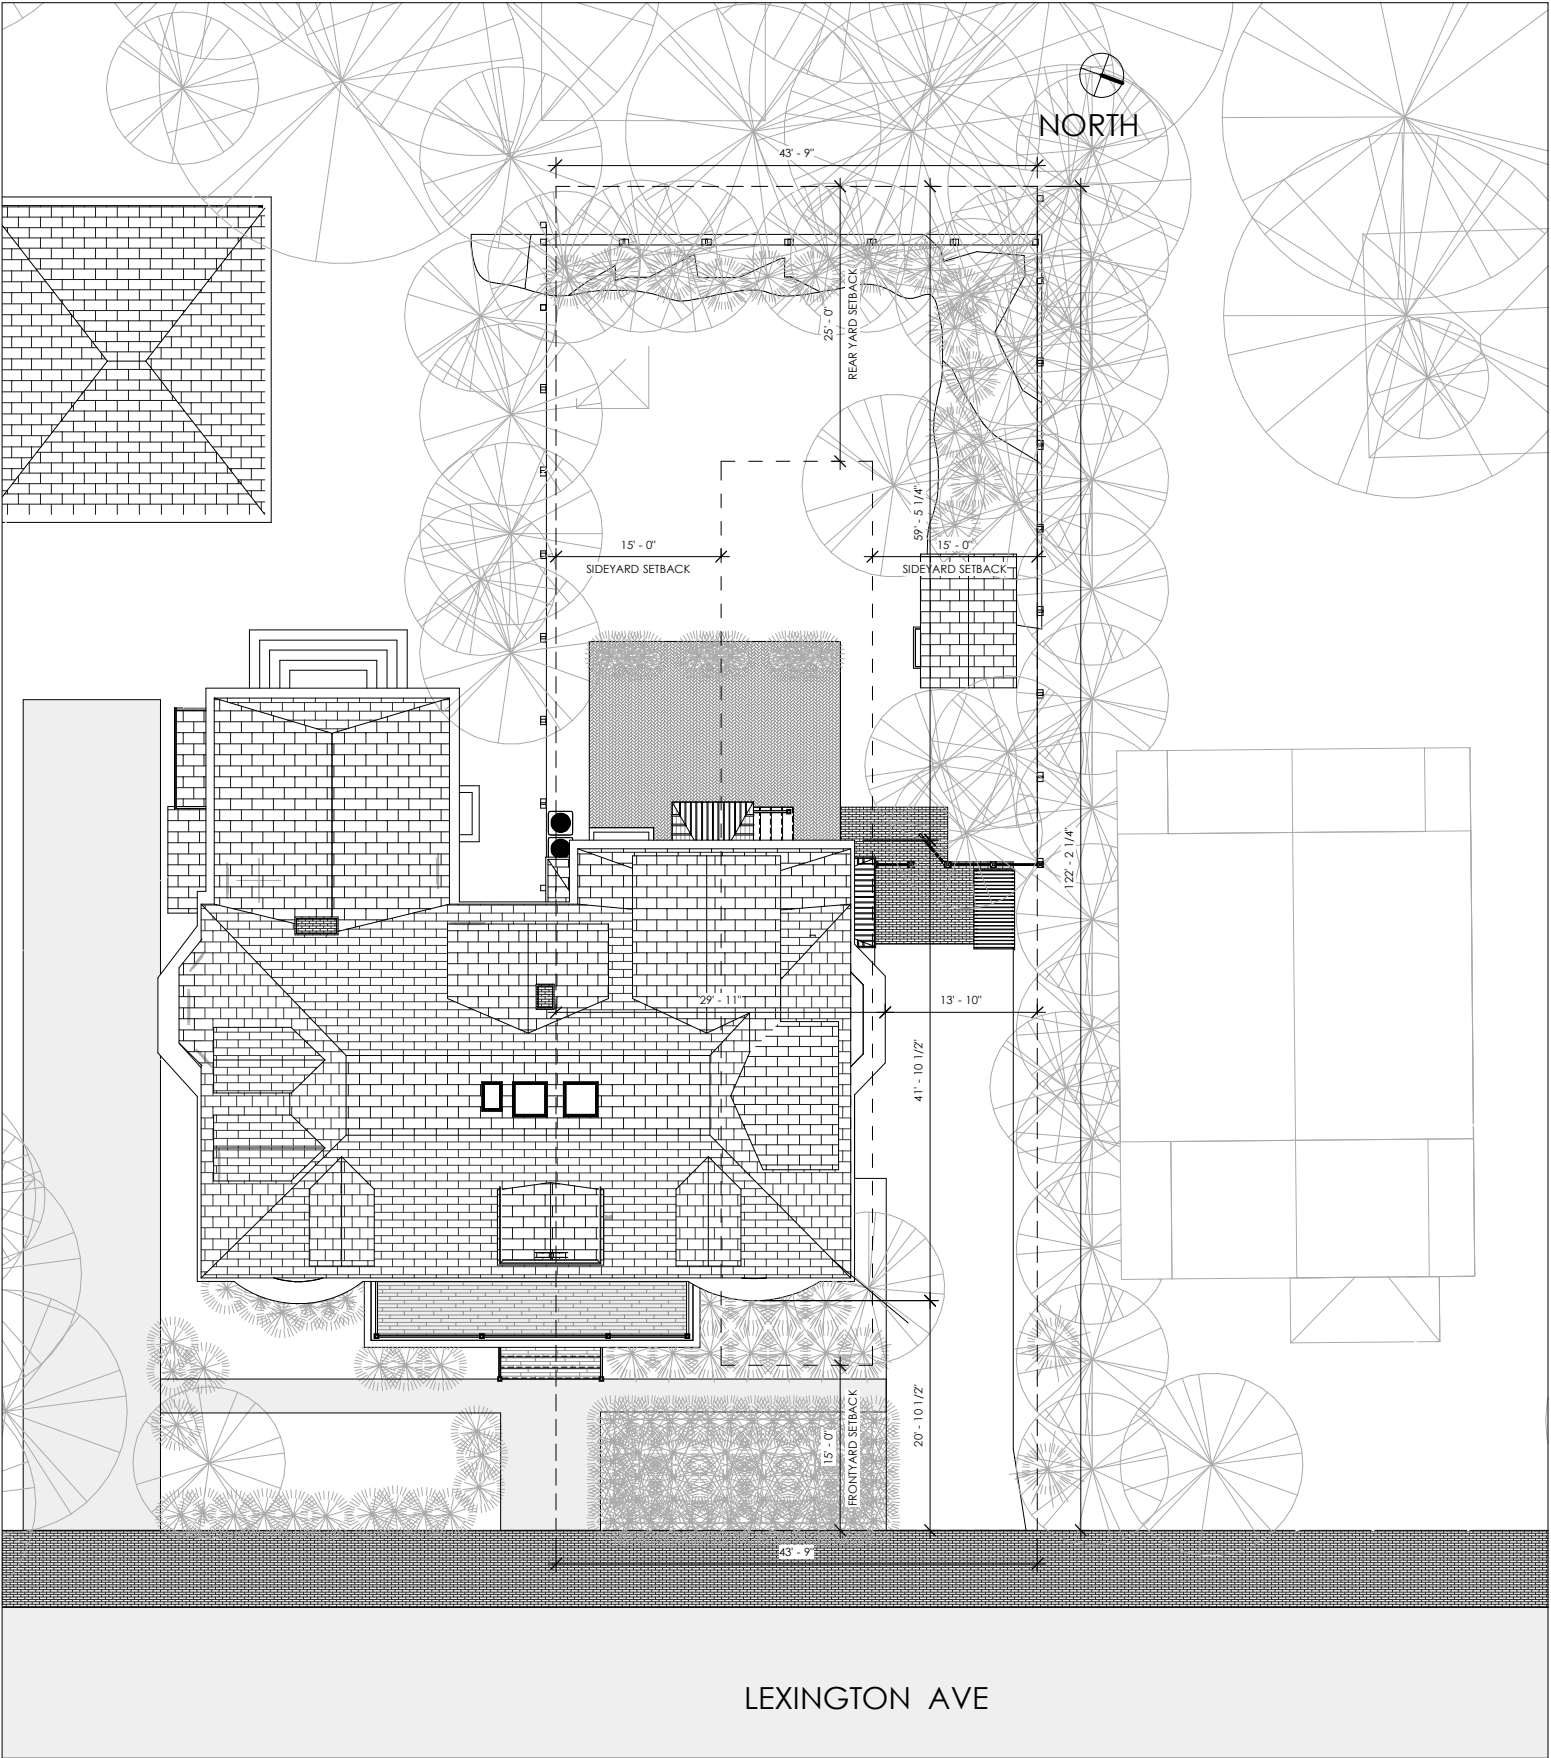 NORTH
43' - 9"
25' - 0"
REAR YARD SETBACK
59' - 5 1/4"
15' - 0"
SIDEYARD SETBACK
15' - 0"
SIDEYARD SETBACK
122' - 2 1/4"
29' - 11"
13' - 10"
41' - 10 1/2"
15' - 0"
FRONTYARD SETBACK
20' - 10 1/2"
43' - 9"
LEXINGTON AVE